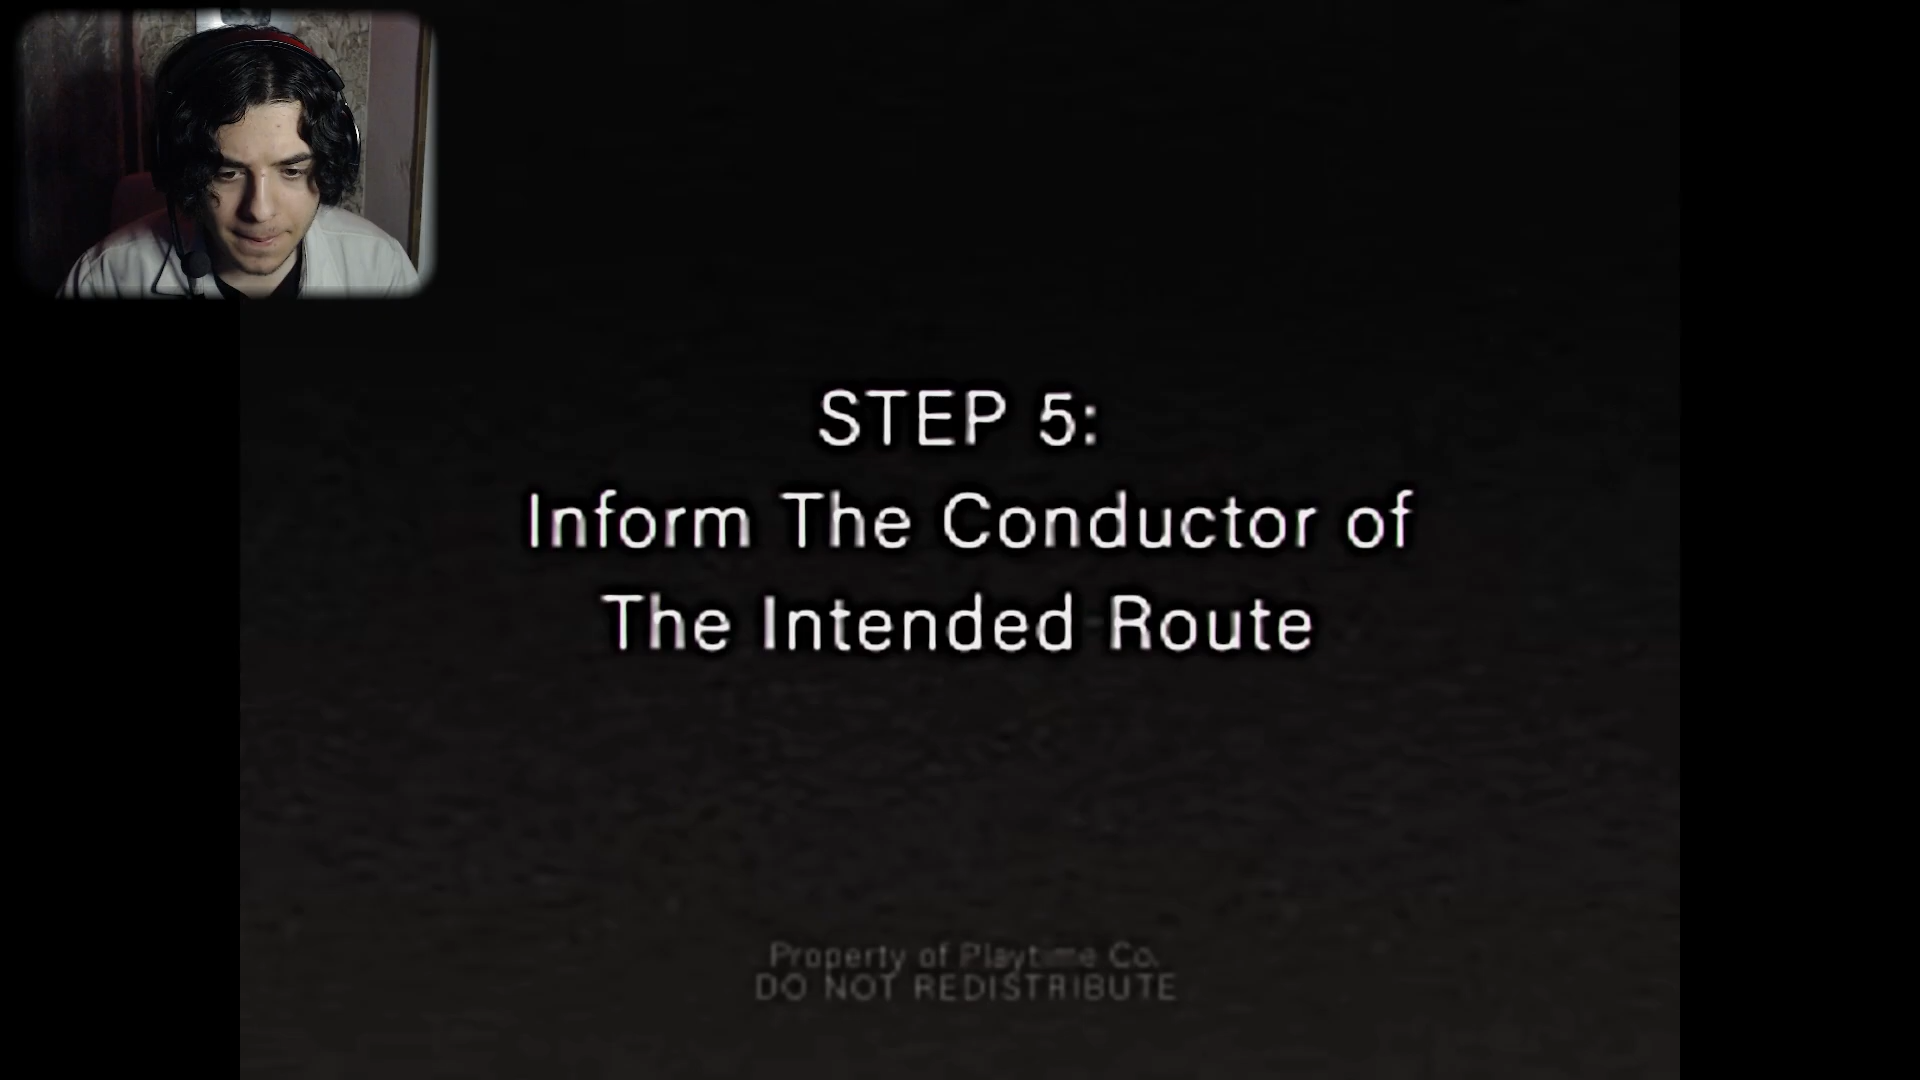 STEP 5:
Inform The Conductor of
The Intended Route
Property of Playtime Co.
DO NOT REDISTRIBUTE